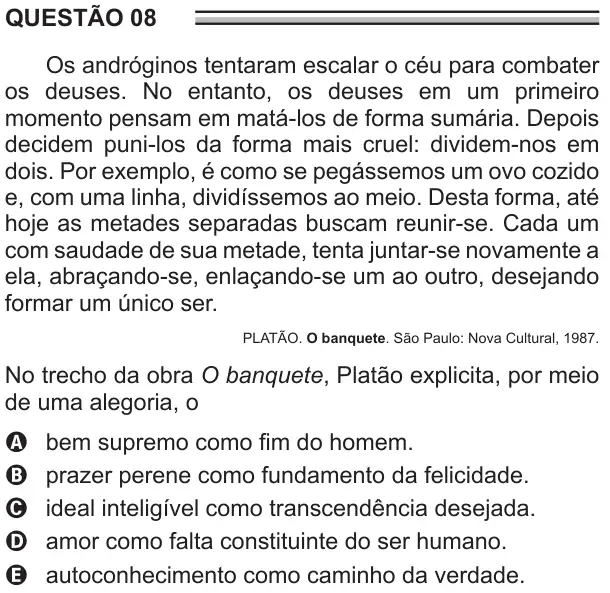 QUESTÃO 08
Os andróginos tentaram escalar o céu para combater
os deuses. No entanto, os deuses em um primeiro
momento pensam em matá-los de forma sumária. Depois
decidem puni-los da forma mais cruel: dividem-nos em
dois. Por exemplo, é como se pegássemos um ovo cozido
e, com uma linha, dividíssemos ao meio. Desta forma, até
hoje as metades separadas buscam reunir-se. Cada um
com saudade de sua metade, tenta juntar-se novamente a
ela, abraçando-se, enlaçando-se um ao outro, desejando
formar um único ser.
PLATÃO. O banquete. São Paulo: Nova Cultural, 1987.
No trecho da obra O banquete, Platão explicita, por meio
de uma alegoria, o
A bem supremo como fim do homem.
B prazer perene como fundamento da felicidade.
C ideal inteligível como transcendência desejada.
D amor como falta constituinte do ser humano.
E autoconhecimento como caminho da verdade.